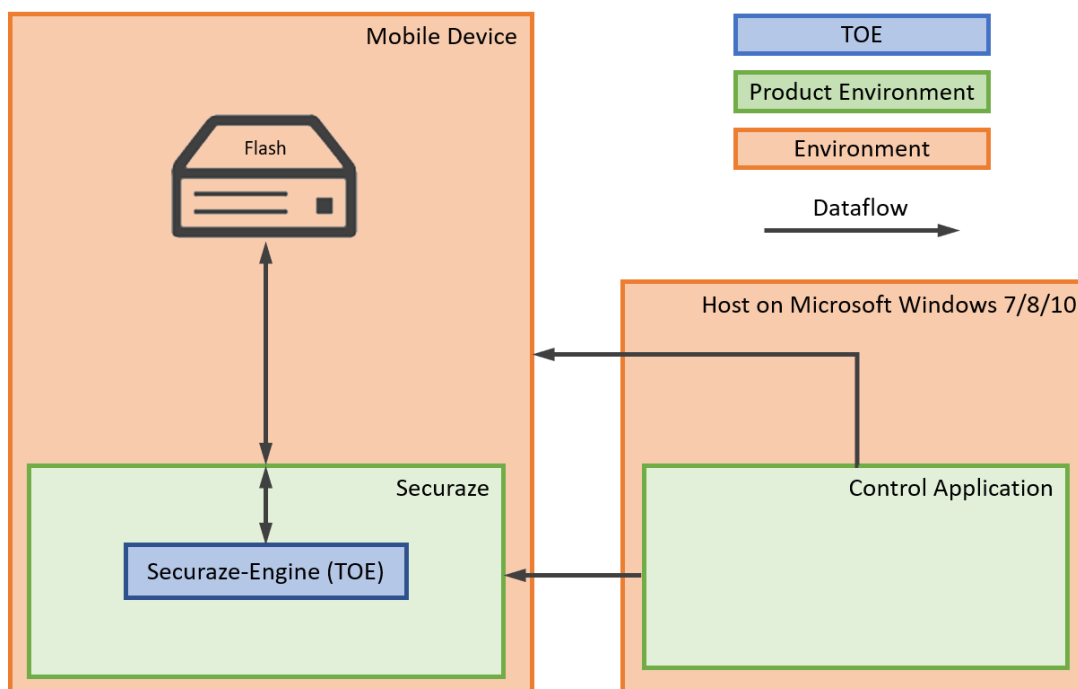 Mobile Device
TOE
Product Environment
Flash
Environment
Dataflow
Host on Microsoft Windows 7/8/10
Securaze
Control Application
Securaze-Engine (TOE)